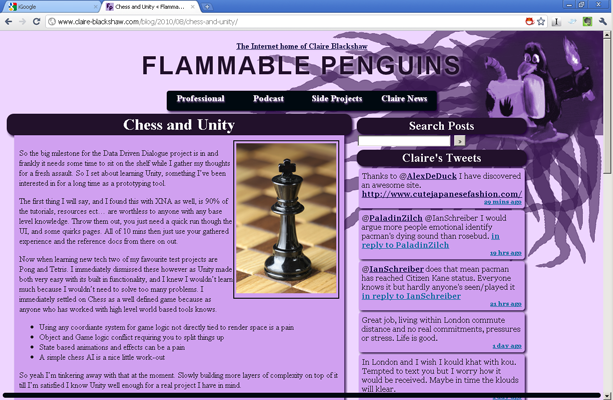 iGoogle
Chess and Unity « Flamma...
www.claire-blackshaw.com/blog/2010/08/chess-and-unity/
The Internet home of Claire Blackshaw
FLAMMABLE PENGUINS
Professional Podcast Side Projects Claire News
Chess and Unity
So the big milestone for the Data Driven Dialogue project is in and
frankly it needs some time to sit on the shelf while I gather my thoughts
for a fresh assault. So I set about learning Unity, something I've been
interested in for a long time as a prototyping tool.
The first thing I will say, and I found this with XNA as well, is 90% of
the tutorials, resources ect... are worthless to anyone with any base
level knowledge. Throw them out, you just need a quick run though the
UI, and some quirks pages. All of 10 mins then just use your gathered
experience and the reference docs from there on out.
Now when learning new tech two of my favourite test projects are
Pong and Tetris. I immediately dismissed these however as Unity made
both very easy with its built in functionality, and I knew I wouldn't learn
much because I wouldn't need to solve too many problems. I
immediately settled on Chess as a well defined game because as
anyone who has worked with high level world based tools knows.
Using any coordiante system for game logic not directly tied to render space is a pain
Object and Game logic conflict requring you to split things up
State based animations and effects can be a pain
A simple chess AI is a nice little work-out
So yeah I'm tinkering away with that at the moment. Slowly building more layers of complexity on top of it
till I'm satisfied I know Unity well enough for a real project I have in mind.
Search Posts
Claire's Tweets
Thanks to @AlexDeDuck I have discovered
an awesome site.
http://www.cutejapanesefashion.com/
20 mins ago
@PaladinZilch @IanSchreiber I would
argue more people emotional identify
pacman's dying sound than rosebud. in
reply to PaladinZilch
19 hrs ago
@IanSchreiber does that mean pacman
has reached Citizen Kane status. Everyone
knows it but hardly anyone's seen/played it
in reply to IanSchreiber
21 hrs ago
Great job, living within London commute
distance and no real commitments, pressures
or stress. Life is good.
1 day ago
In London and I wish I kould khat with kou.
Tempted to text you but I worry how it
would be received. Maybe in time the klouds
will klear.